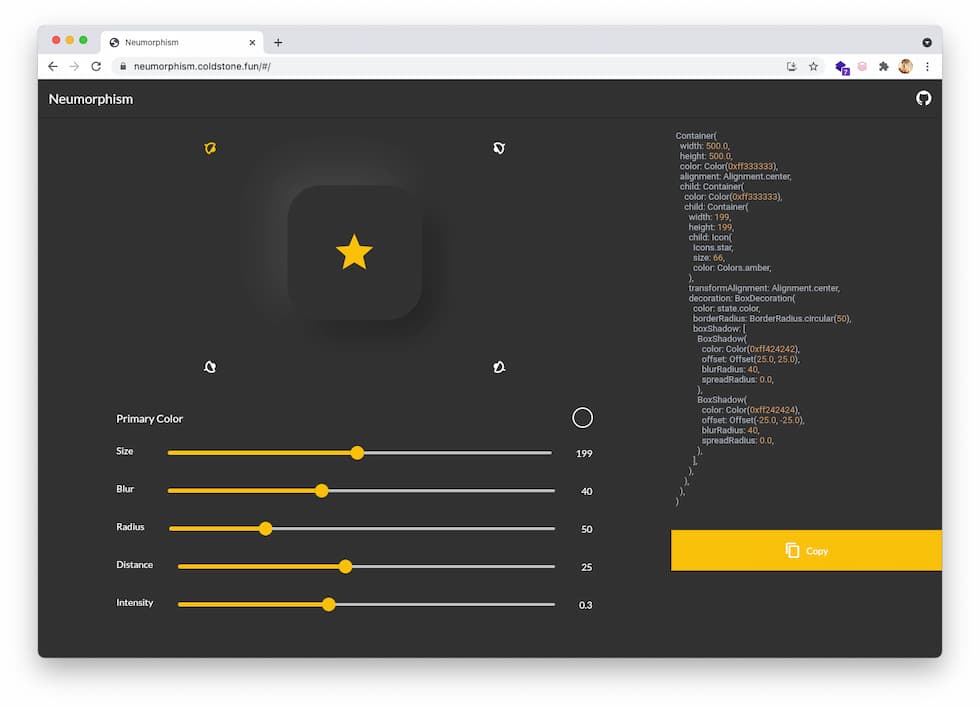 Neumorphism
neumorphism.coldstone.fun/#/
7
Neumorphism
Container(
width: 500.0,
height: 500.0,
color: Color(0xff333333),
alignment: Alignment.center,
child: Container(
color: Color(0xff333333),
child: Container(
width: 199,
height: 199,
child: Icon(
Icons.star,
size: 66,
color: Colors.amber,
),
transformAlignment: Alignment.center,
decoration: BoxDecoration(
color: state.color,
borderRadius: BorderRadius.circular(50),
boxShadow: [
BoxShadow(
color: Color(0xff424242),
offset: Offset(25.0, 25.0),
blurRadius: 40,
spreadRadius: 0.0,
),
BoxShadow(
color: Color(0xff242424),
offset: Offset(-25.0, -25.0),
blurRadius: 40,
spreadRadius: 0.0,
),
],
),
),
),
)
Copy
Primary Color
Size 199
Blur 40
Radius 50
Distance 25
Intensity 0.3